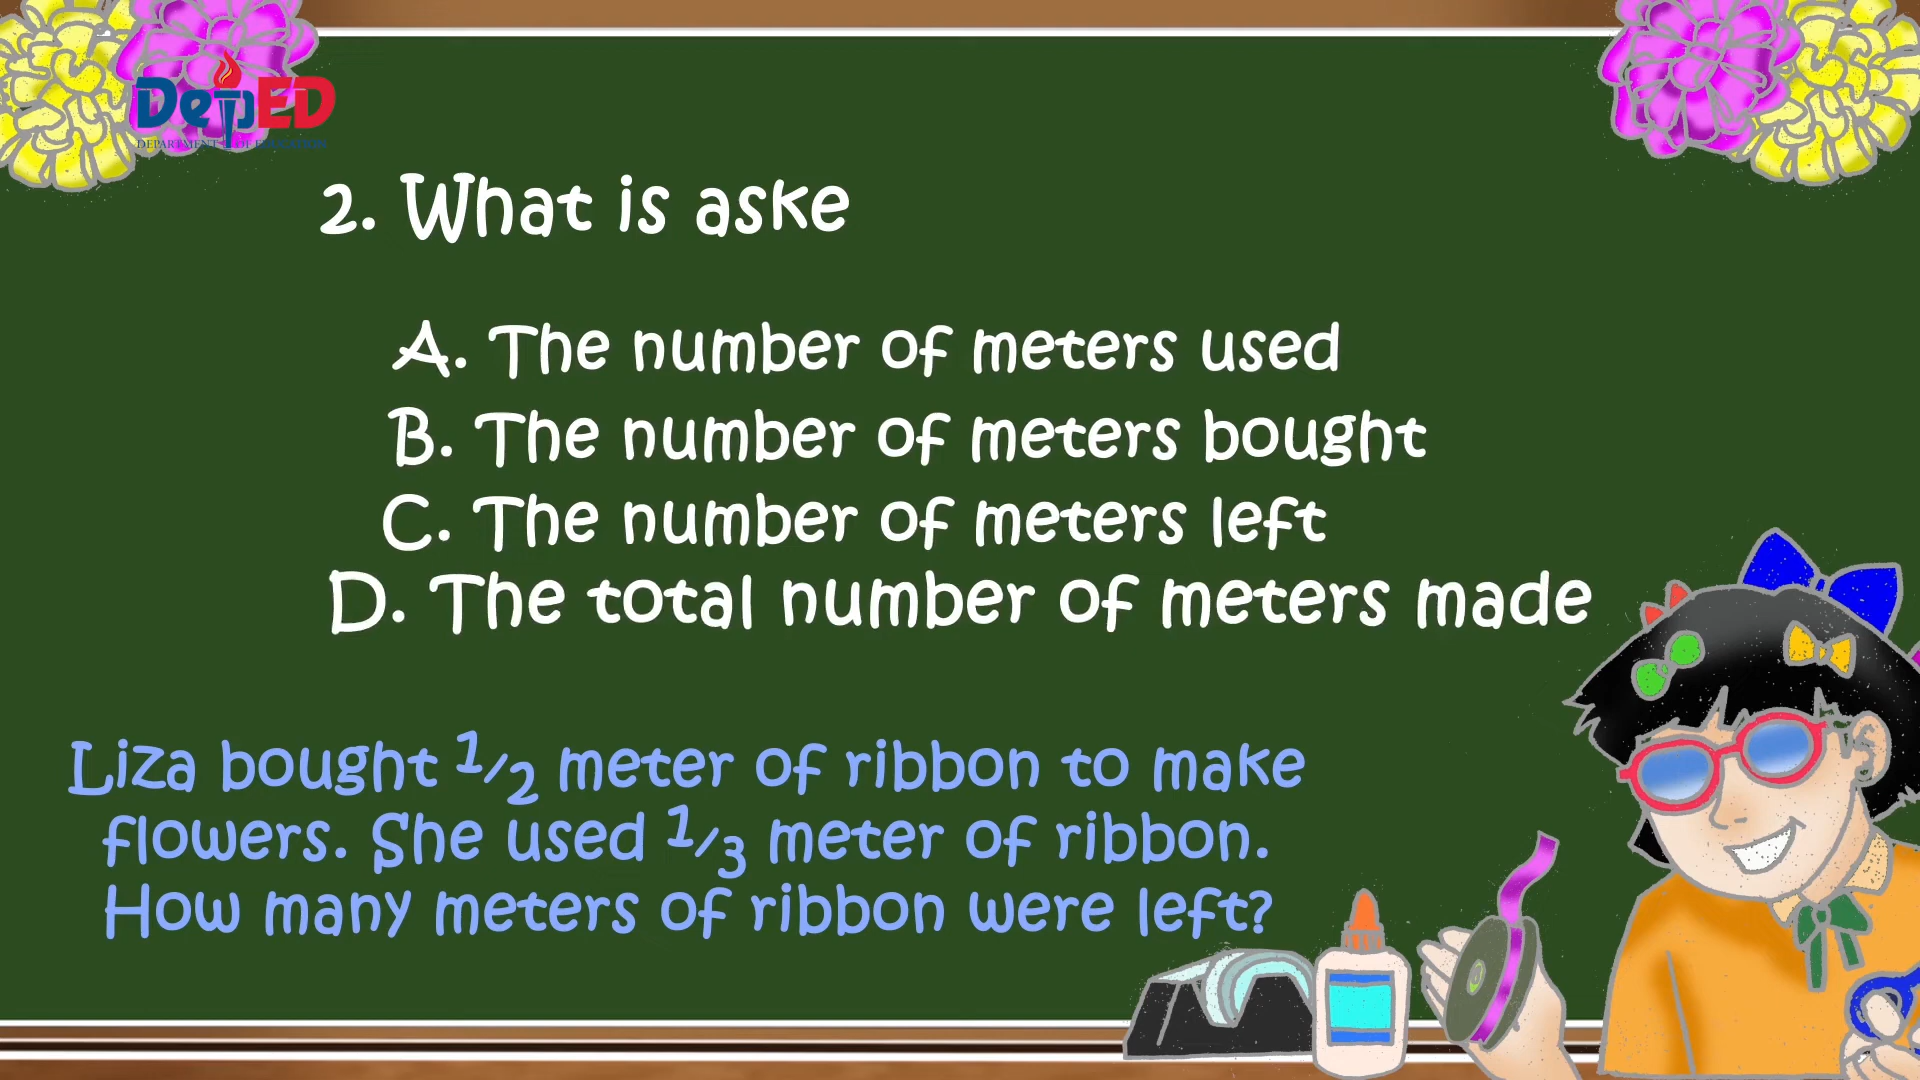 DepED
DEPARTMENT OF EDUCATION
2. What is aske
A. The number of meters used
B. The number of meters bought
C. The number of meters left
D. The total number of meters made
Liza bought 1/2 meter of ribbon to make
flowers. She used 1/3 meter of ribbon.
How many meters of ribbon were left?